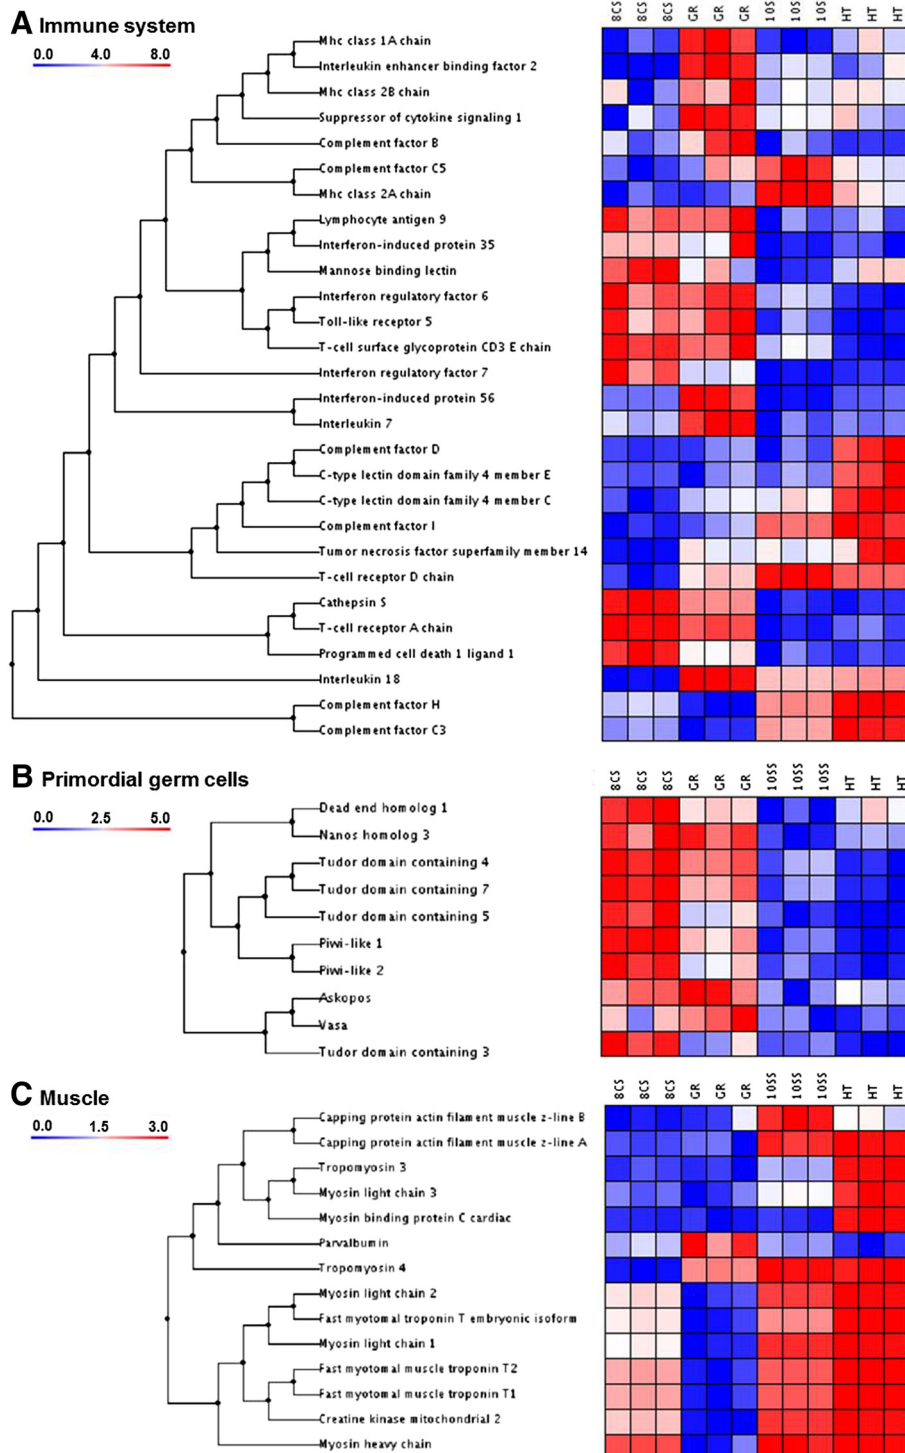 A Immune system
0.0 4.0 8.0
8CS 8CS 8CS GR GR GR 10S 10S 10S HT HT HT
Mhc class 1A chain
Interleukin enhancer binding factor 2
Mhc class 2B chain
Suppressor of cytokine signaling 1
Complement factor B
Complement factor C5
Mhc class 2A chain
Lymphocyte antigen 9
Interferon-induced protein 35
Mannose binding lectin
Interferon regulatory factor 6
Toll-like receptor 5
T-cell surface glycoprotein CD3 E chain
Interferon regulatory factor 7
Interferon-induced protein 56
Interleukin 7
Complement factor D
C-type lectin domain family 4 member E
C-type lectin domain family 4 member C
Complement factor I
Tumor necrosis factor superfamily member 14
T-cell receptor D chain
Cathepsin S
T-cell receptor A chain
Programmed cell death 1 ligand 1
Interleukin 18
Complement factor H
Complement factor C3
B Primordial germ cells
0.0 2.5 5.0
8CS 8CS 8CS GR GR GR 10SS 10SS 10SS HT HT HT
Dead end homolog 1
Nanos homolog 3
Tudor domain containing 4
Tudor domain containing 7
Tudor domain containing 5
Piwi-like 1
Piwi-like 2
Askopos
Vasa
Tudor domain containing 3
C Muscle
0.0 1.5 3.0
8CS 8CS 8CS GR GR GR 10SS 10SS 10SS HT HT HT
Capping protein actin filament muscle z-line B
Capping protein actin filament muscle z-line A
Tropomyosin 3
Myosin light chain 3
Myosin binding protein C cardiac
Parvalbumin
Tropomyosin 4
Myosin light chain 2
Fast myotomal troponin T embryonic isoform
Myosin light chain 1
Fast myotomal muscle troponin T2
Fast myotomal muscle troponin T1
Creatine kinase mitochondrial 2
Myosin heavy chain